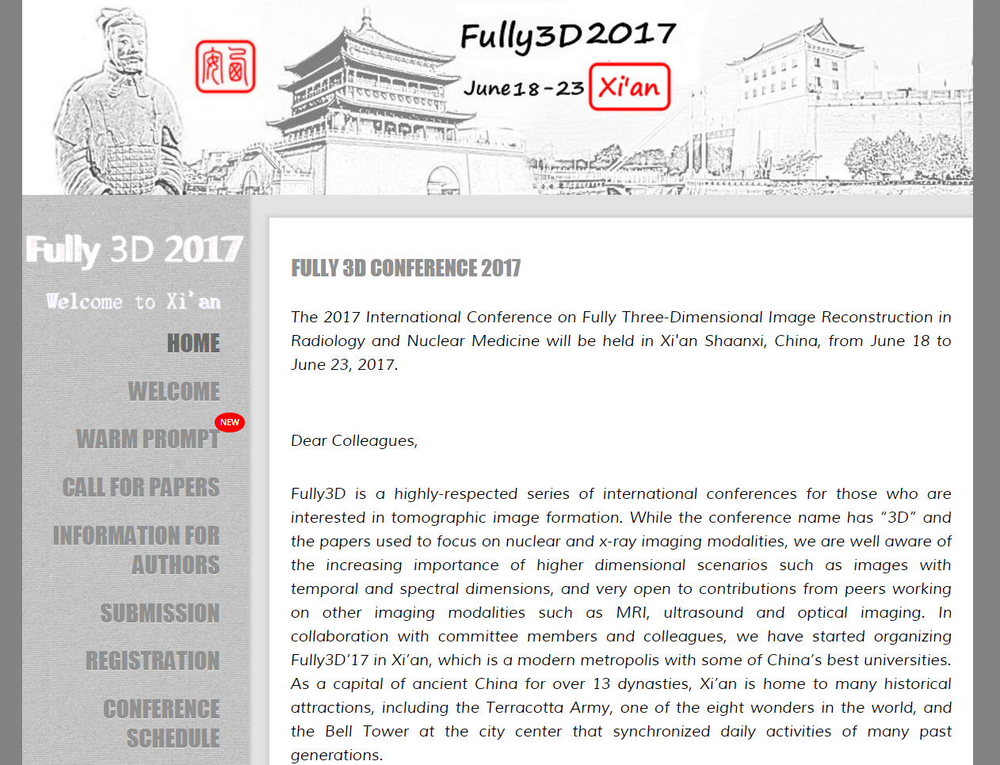 Fully3D2017
June18-23 Xi'an
Fully 3D 2017
Welcome to Xi'an
HOME
WELCOME
NEW
WARM PROMPT
CALL FOR PAPERS
INFORMATION FOR
AUTHORS
SUBMISSION
REGISTRATION
CONFERENCE
SCHEDULE
FULLY 3D CONFERENCE 2017
The 2017 International Conference on Fully Three-Dimensional Image Reconstruction in
Radiology and Nuclear Medicine will be held in Xi'an Shaanxi, China, from June 18 to
June 23, 2017.
Dear Colleagues,
Fully3D is a highly-respected series of international conferences for those who are
interested in tomographic image formation. While the conference name has “3D” and
the papers used to focus on nuclear and x-ray imaging modalities, we are well aware of
the increasing importance of higher dimensional scenarios such as images with
temporal and spectral dimensions, and very open to contributions from peers working
on other imaging modalities such as MRI, ultrasound and optical imaging. In
collaboration with committee members and colleagues, we have started organizing
Fully3D’17 in Xi’an, which is a modern metropolis with some of China’s best universities.
As a capital of ancient China for over 13 dynasties, Xi’an is home to many historical
attractions, including the Terracotta Army, one of the eight wonders in the world, and
the Bell Tower at the city center that synchronized daily activities of many past
generations.